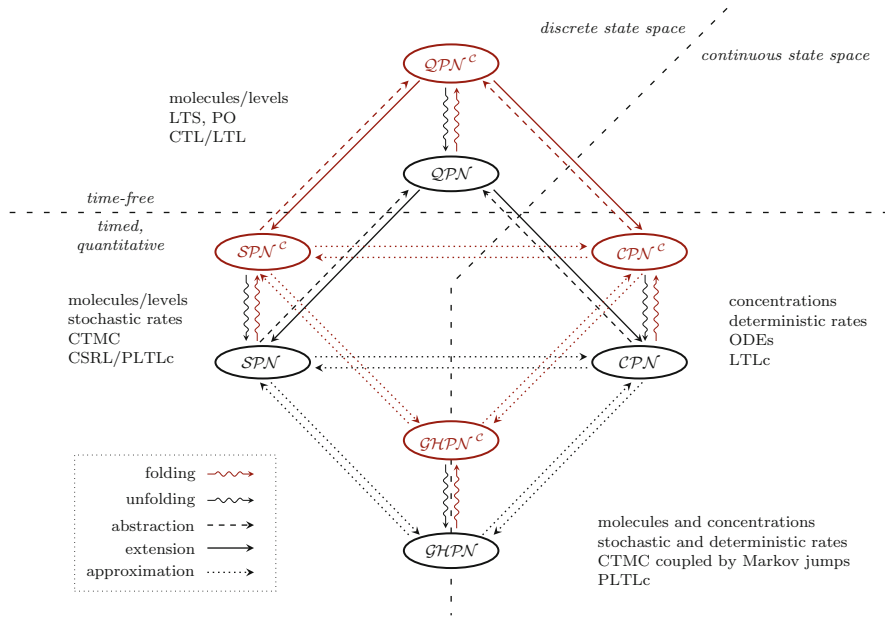 discrete state space
continuous state space
QPN C
molecules/levels
LTS, PO
CTL/LTL
QPN
time-free
timed,
quantitative
SPN C
CPN C
molecules/levels
stochastic rates
CTMC
CSRL/PLTLc
concentrations
deterministic rates
ODEs
LTLc
SPN
CPN
GHPN C
folding
unfolding
abstraction
extension
approximation
GHPN
molecules and concentrations
stochastic and deterministic rates
CTMC coupled by Markov jumps
PLTLc